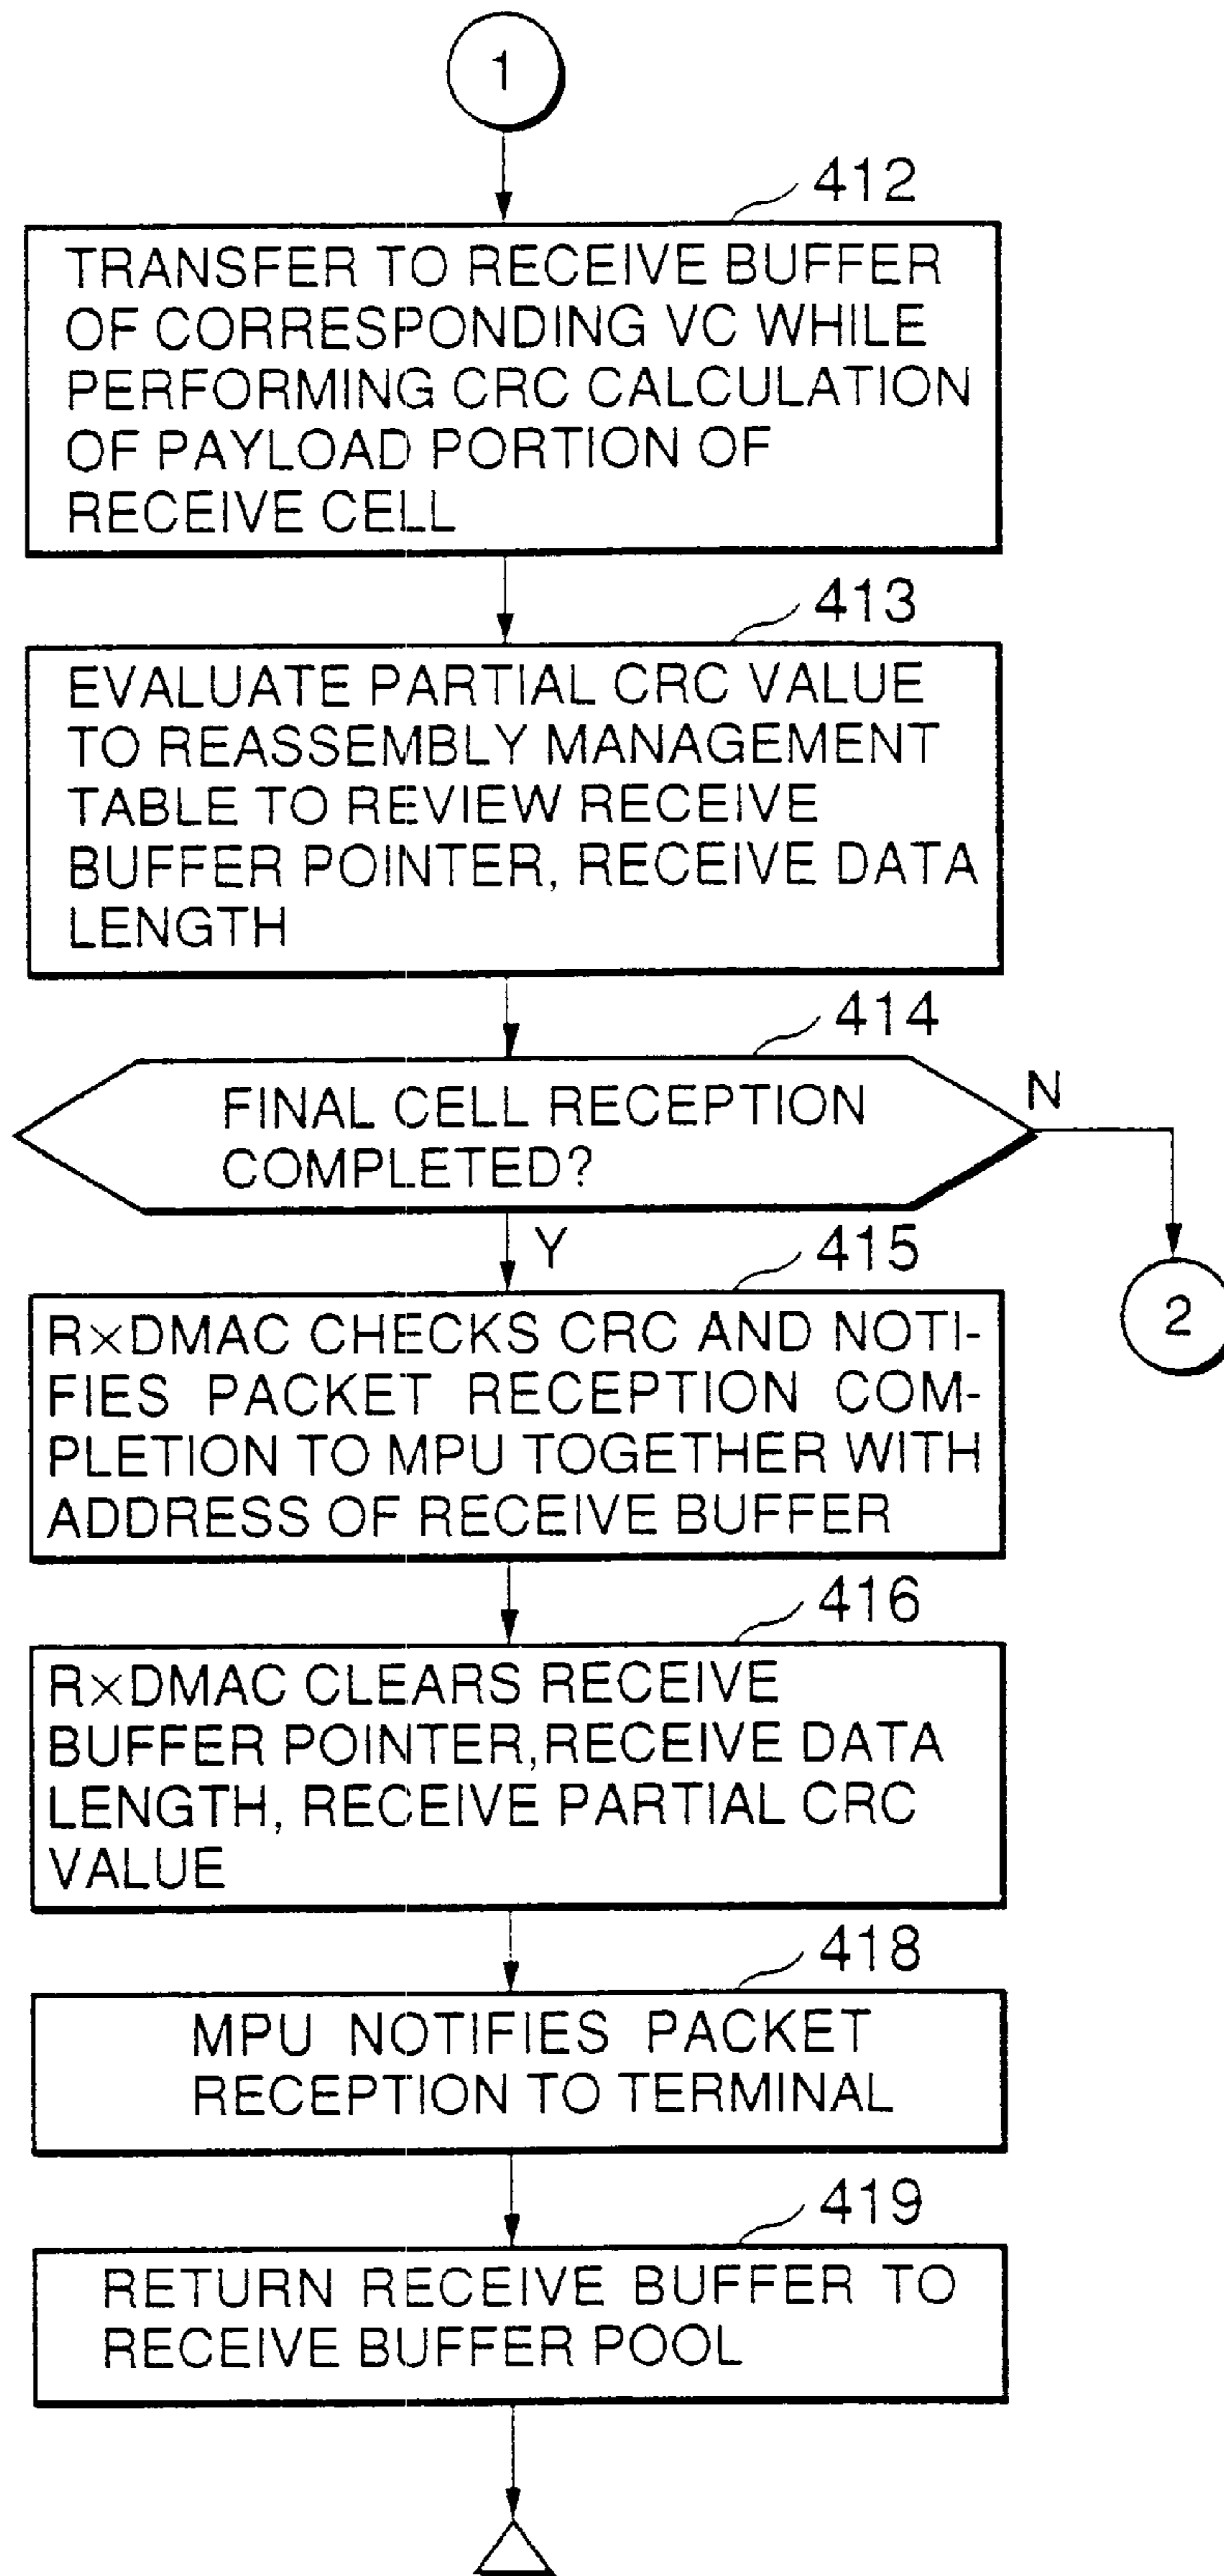 1
412
TRANSFER TO RECEIVE BUFFER
OF CORRESPONDING VC WHILE
PERFORMING CRC CALCULATION
OF PAYLOAD PORTION OF
RECEIVE CELL
413
EVALUATE PARTIAL CRC VALUE
TO REASSEMBLY MANAGEMENT
TABLE TO REVIEW RECEIVE
BUFFER POINTER, RECEIVE DATA
LENGTH
414
FINAL CELL RECEPTION
COMPLETED?
N
Y
2
415
R×DMAC CHECKS CRC AND NOTI-
FIES PACKET RECEPTION COM-
PLETION TO MPU TOGETHER WITH
ADDRESS OF RECEIVE BUFFER
416
R×DMAC CLEARS RECEIVE
BUFFER POINTER,RECEIVE DATA
LENGTH, RECEIVE PARTIAL CRC
VALUE
418
MPU NOTIFIES PACKET
RECEPTION TO TERMINAL
419
RETURN RECEIVE BUFFER TO
RECEIVE BUFFER POOL